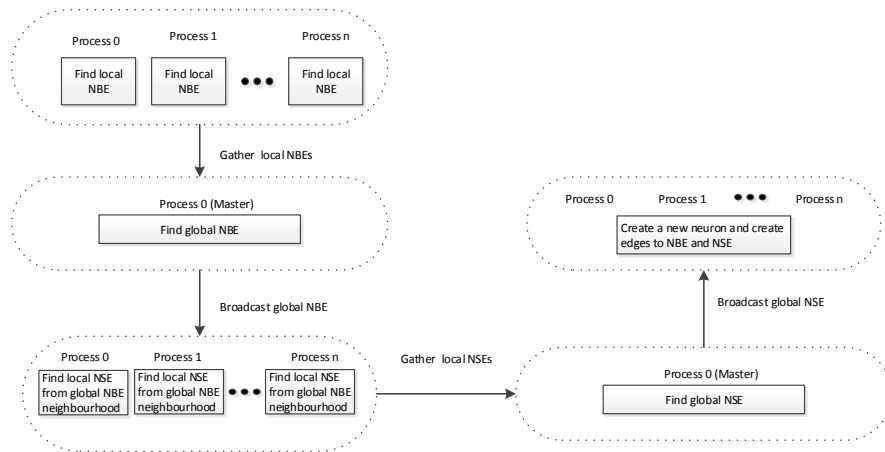 Process 0 Process 1 Process n
Find local
NBE
Find local
NBE
Find local
NBE
Gather local NBEs
Process 0 (Master)
Find global NBE
Broadcast global NBE
Process 0 Process 1 Process n
Find local NSE
from global NBE
neighbourhood
Find local NSE
from global NBE
neighbourhood
Find local NSE
from global NBE
neighbourhood
Gather local NSEs
Process 0 (Master)
Find global NSE
Broadcast global NSE
Process 0 Process 1 Process n
Create a new neuron and create
edges to NBE and NSE